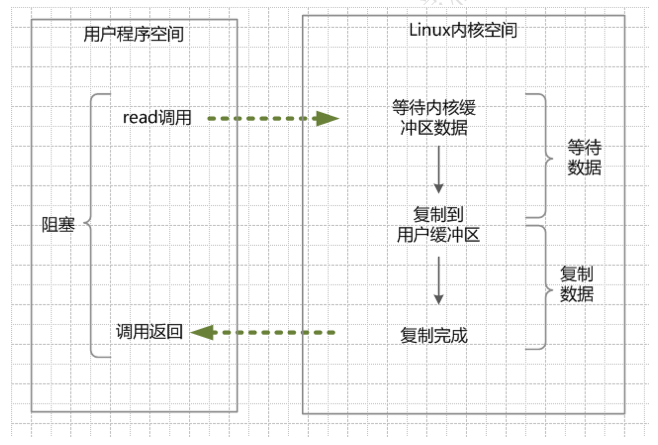 用户程序空间
Linux内核空间
read调用
等待内核缓
冲区数据
等待
数据
阻塞
复制到
用户缓冲区
复制
数据
调用返回
复制完成